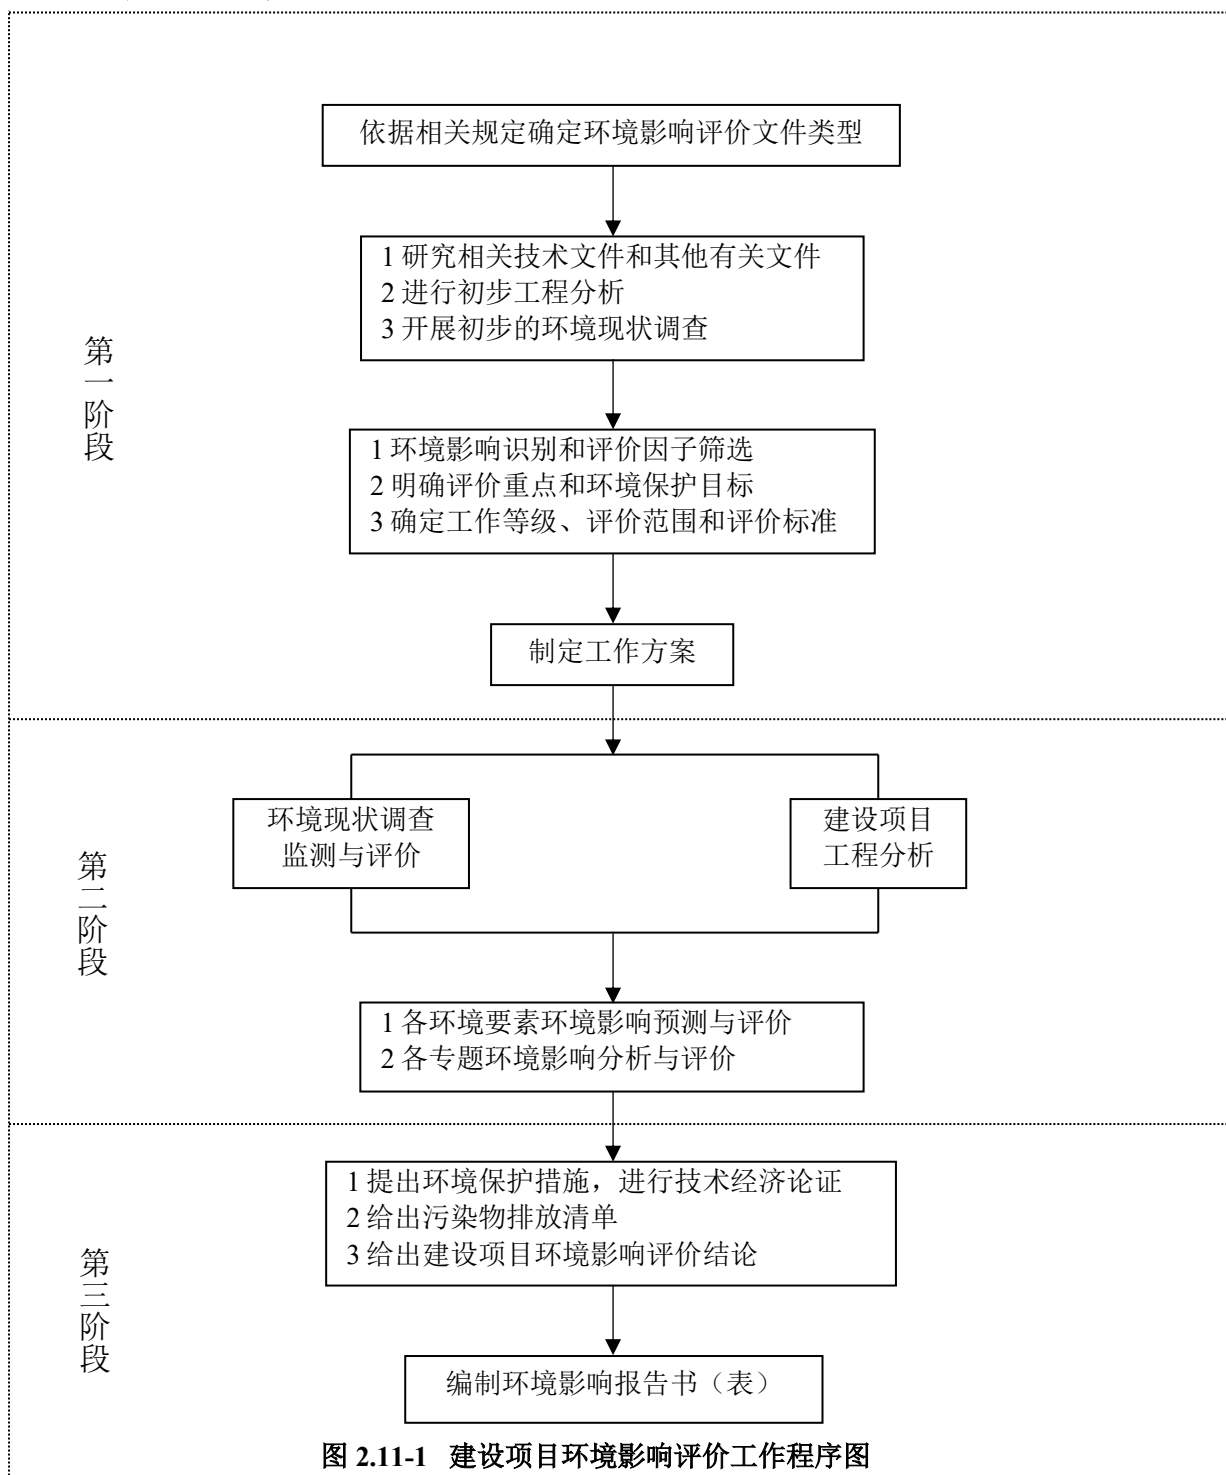 依据相关规定确定环境影响评价文件类型
1 研究相关技术文件和其他有关文件
2 进行初步工程分析
3 开展初步的环境现状调查
第一阶段
1 环境影响识别和评价因子筛选
2 明确评价重点和环境保护目标
3 确定工作等级、评价范围和评价标准
制定工作方案
环境现状调查
监测与评价
建设项目
工程分析
第二阶段
1 各环境要素环境影响预测与评价
2 各专题环境影响分析与评价
1 提出环境保护措施，进行技术经济论证
2 给出污染物排放清单
3 给出建设项目环境影响评价结论
第三阶段
编制环境影响报告书（表）
图 2.11-1 建设项目环境影响评价工作程序图